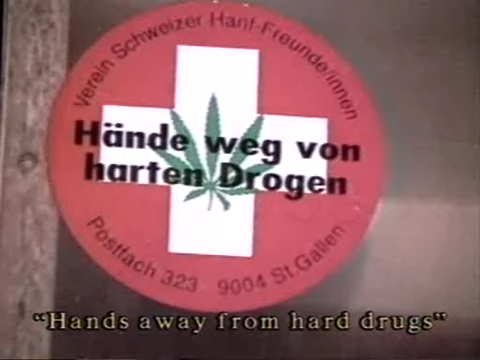 Verein Schweizer Hanf-Freunde/innen
Hände weg von
harten Drogen
Postfach 323 · 9004 St.Gallen
"Hands away from hard drugs"